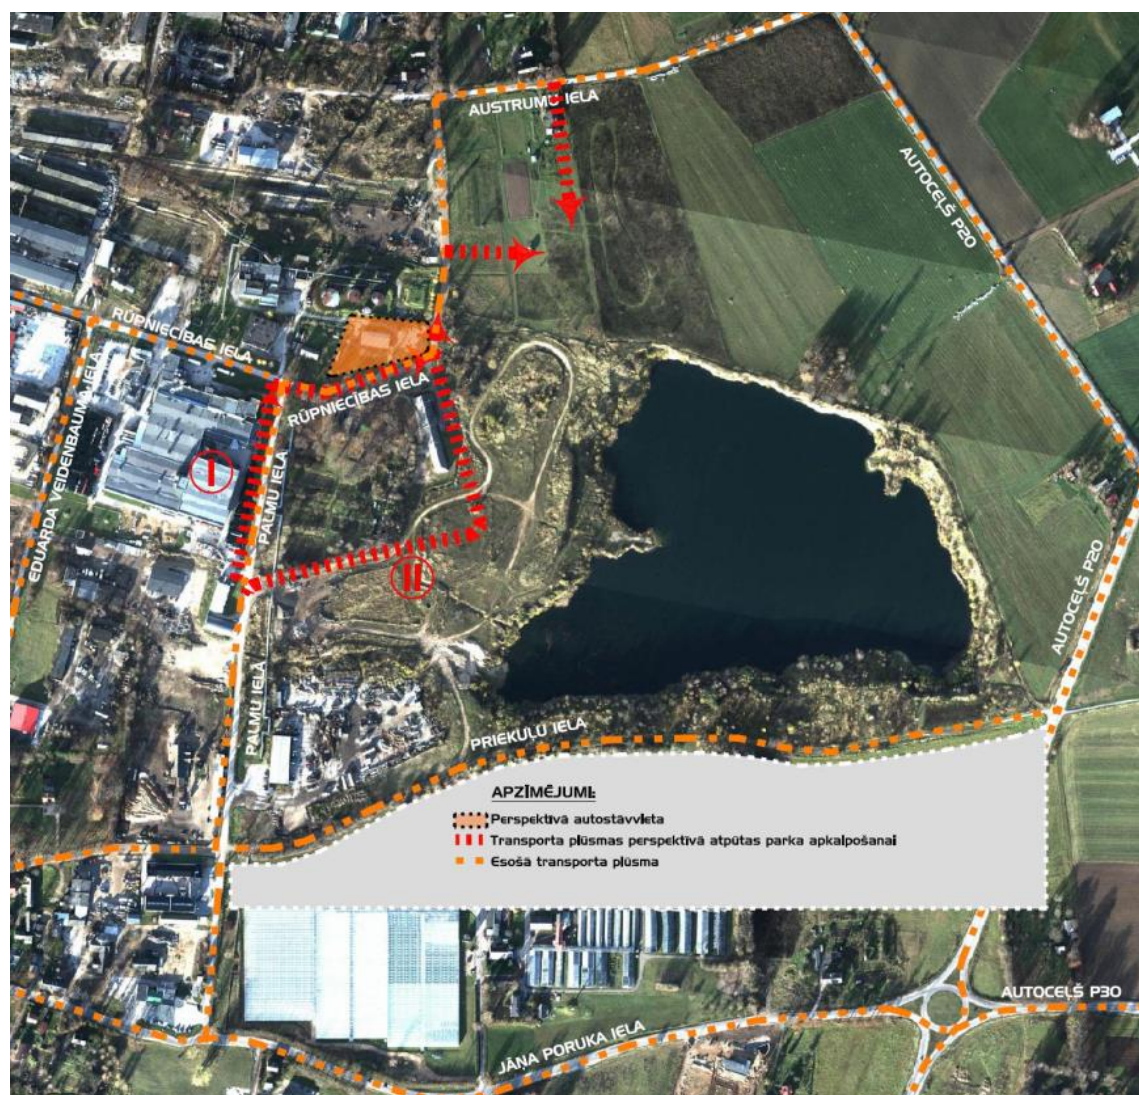 AUSTRUMU IELA
AUTOCEĻŠ P20
RŪPNIECĪBAS IELA
RŪPNIECĪBAS IELA
EDUARDA VEIDENBAUMA IELA
I
PALMU IELA
II
AUTOCEĻŠ P20
PALMU IELA
PRIEKUĻU IELA
APZĪMĒJUMI:
Perspektīvā autostāvvieta
Transporta plūsmas perspektīvā atpūtas parka apkalpošanai
Esošā transporta plūsma
AUTOCEĻŠ P30
JĀŅA PORUKA IELA